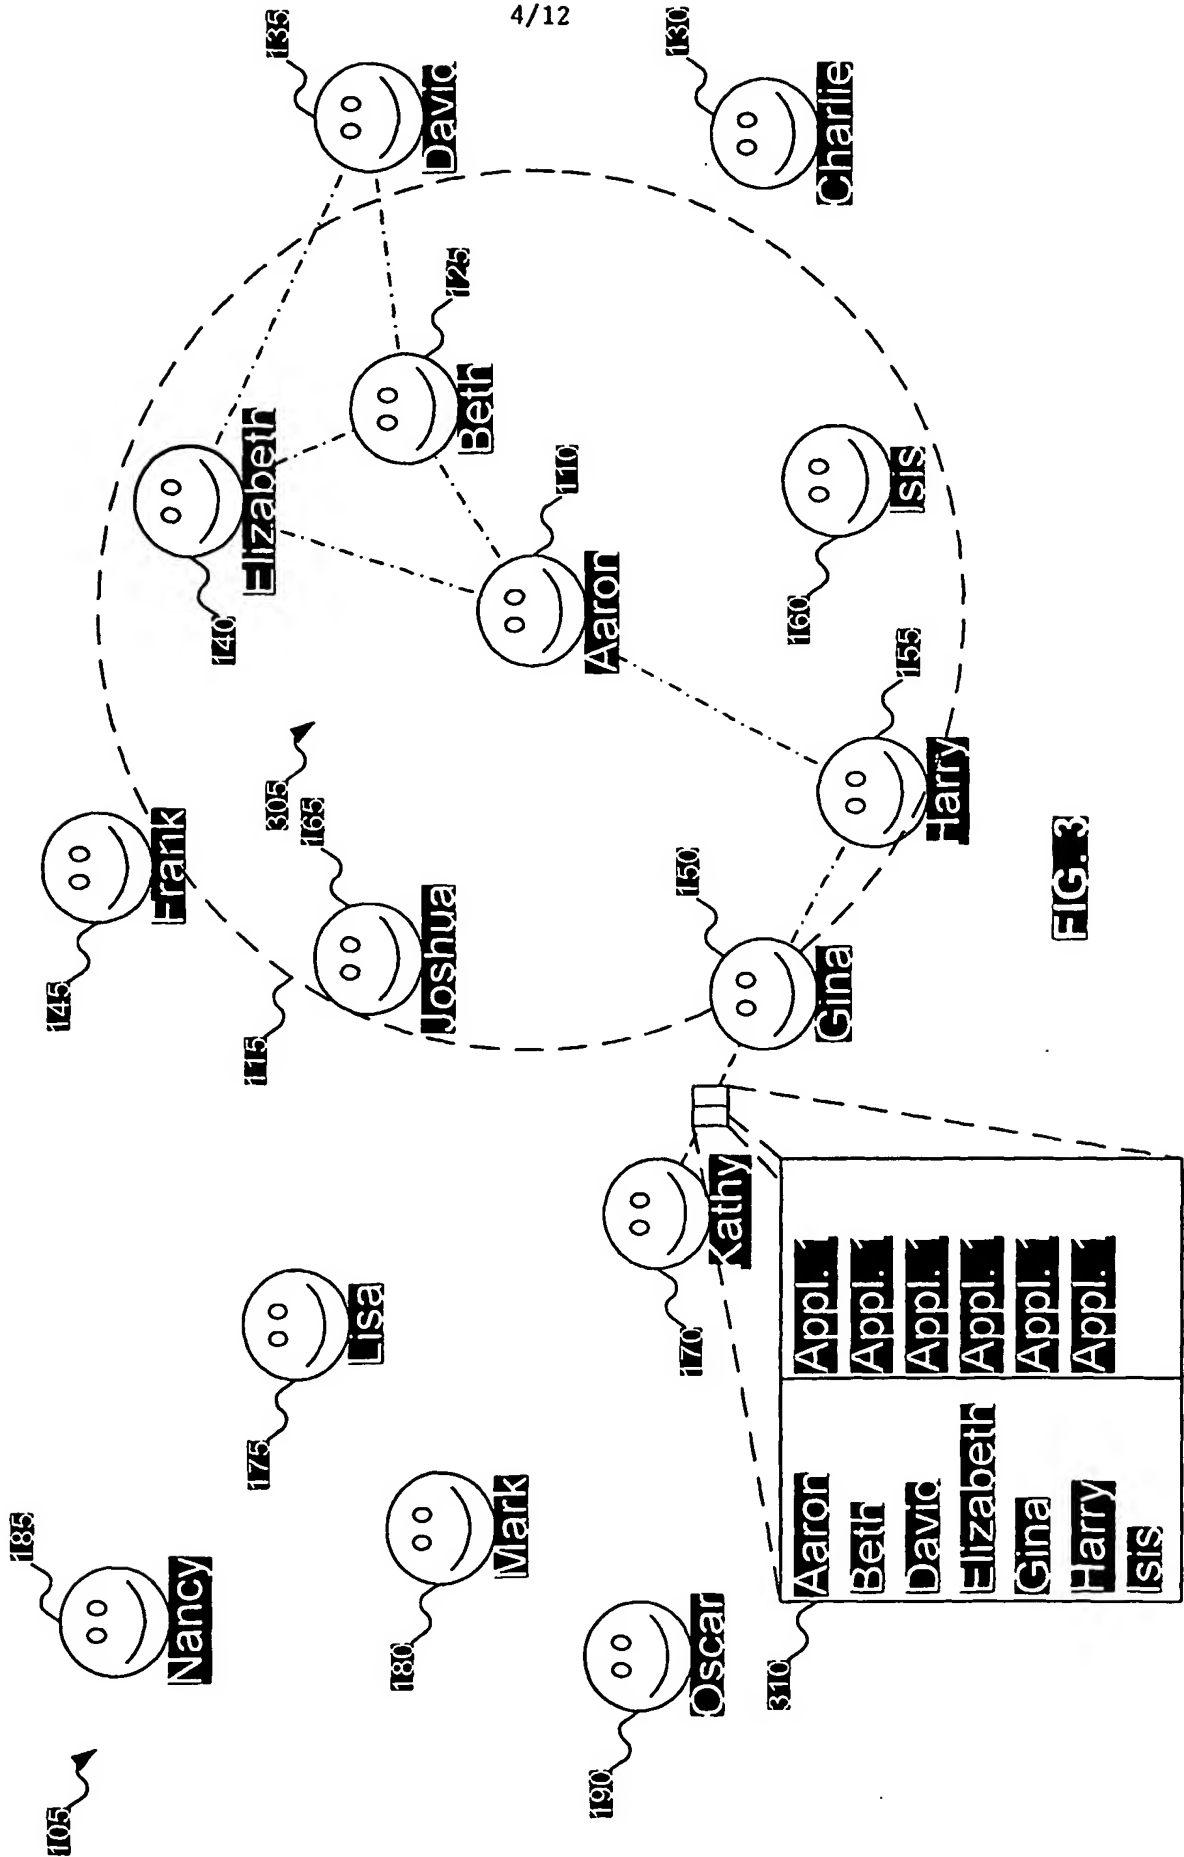 4/12
105
185
Nancy
145
Frank
140
Elizabeth
135
David
175
Lisa
115
305
165
Joshua
125
Beth
180
Mark
110
Aaron
190
Oscar
170
Kathy
150
Gina
160
Isis
130
Charlie
155
Harry
310
Aaron Appl. 1
Beth Appl. 1
David Appl. 1
Elizabeth Appl. 1
Gina Appl. 1
Harry Appl. 1
Isis
FIG. 3